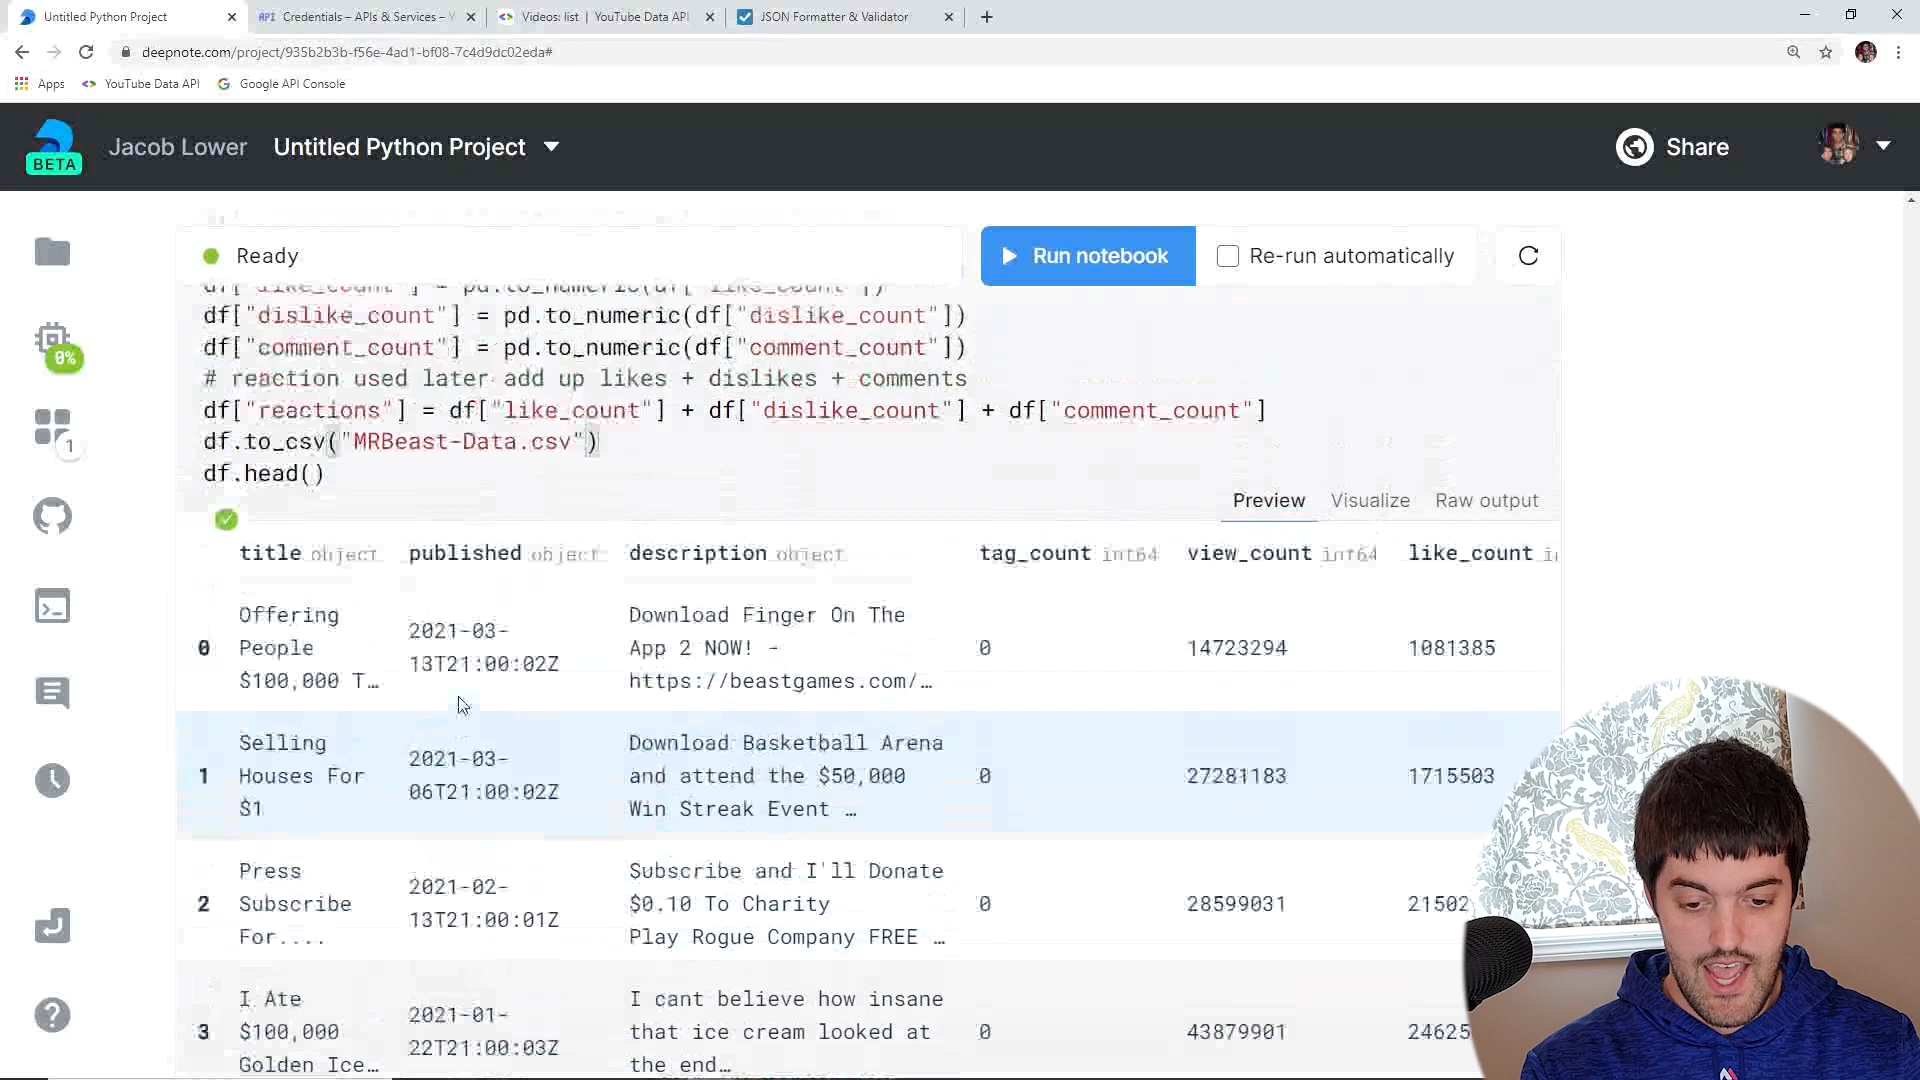 Untitled Python Project
API Credentials – APIs & Services – Y
Videos: list | YouTube Data API
JSON Formatter & Validator
deepnote.com/project/935b2b3b-f56e-4ad1-bf08-7c4d9dc02eda#
Apps
YouTube Data API
Google API Console
BETA
Jacob Lower
Untitled Python Project
Share
Ready
Run notebook
Re-run automatically
0%
1
df["like_count"] = pd.to_numeric(df["like_count"])
df["dislike_count"] = pd.to_numeric(df["dislike_count"])
df["comment_count"] = pd.to_numeric(df["comment_count"])
# reaction used later add up likes + dislikes + comments
df["reactions"] = df["like_count"] + df["dislike_count"] + df["comment_count"]
df.to_csv("MRBeast-Data.csv")
df.head()
Preview Visualize Raw output
title object published object description object tag_count int64 view_count int64 like_count
0
Offering
People
$100,000 T…
2021-03-
13T21:00:02Z
Download Finger On The
App 2 NOW! -
https://beastgames.com/…
0
14723294
1081385
1
Selling
Houses For
$1
2021-03-
06T21:00:02Z
Download Basketball Arena
and attend the $50,000
Win Streak Event …
0
27281183
1715503
2
Press
Subscribe
For....
2021-02-
13T21:00:01Z
Subscribe and I'll Donate
$0.10 To Charity
Play Rogue Company FREE …
0
28599031
21502
3
I Ate
$100,000
Golden Ice…
2021-01-
22T21:00:03Z
I cant believe how insane
that ice cream looked at
the end…
0
43879901
24625